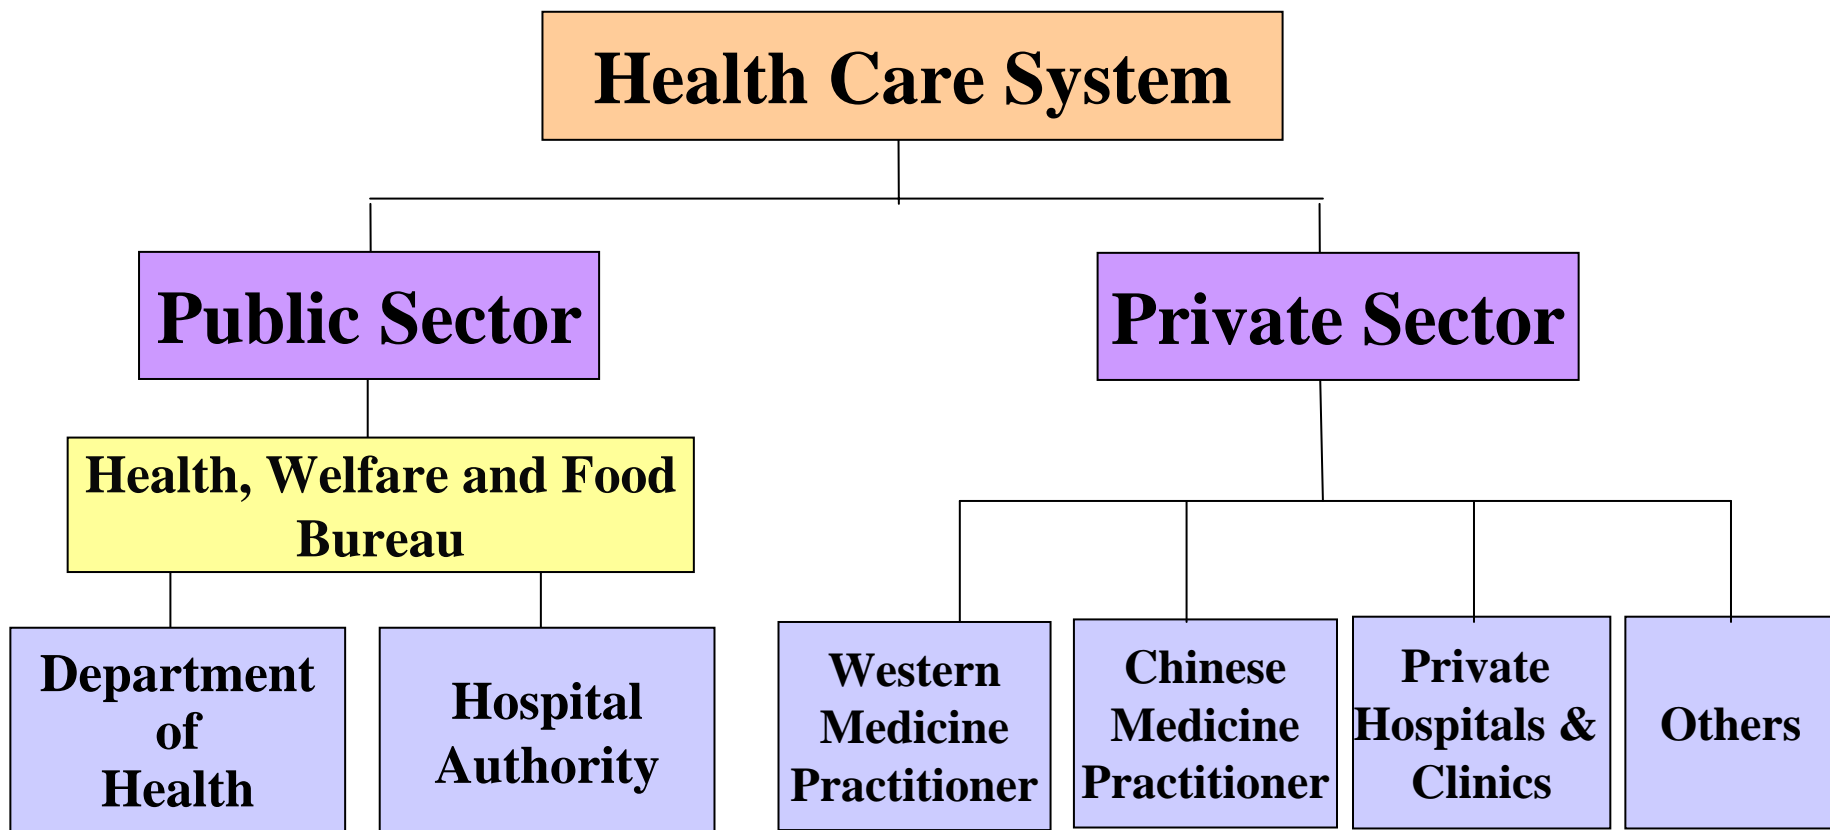 Health Care System
Public Sector
Private Sector
Health, Welfare and Food
Bureau
Department
of
Health
Hospital
Authority
Western
Medicine
Practitioner
Chinese
Medicine
Practitioner
Private
Hospitals &
Clinics
Others